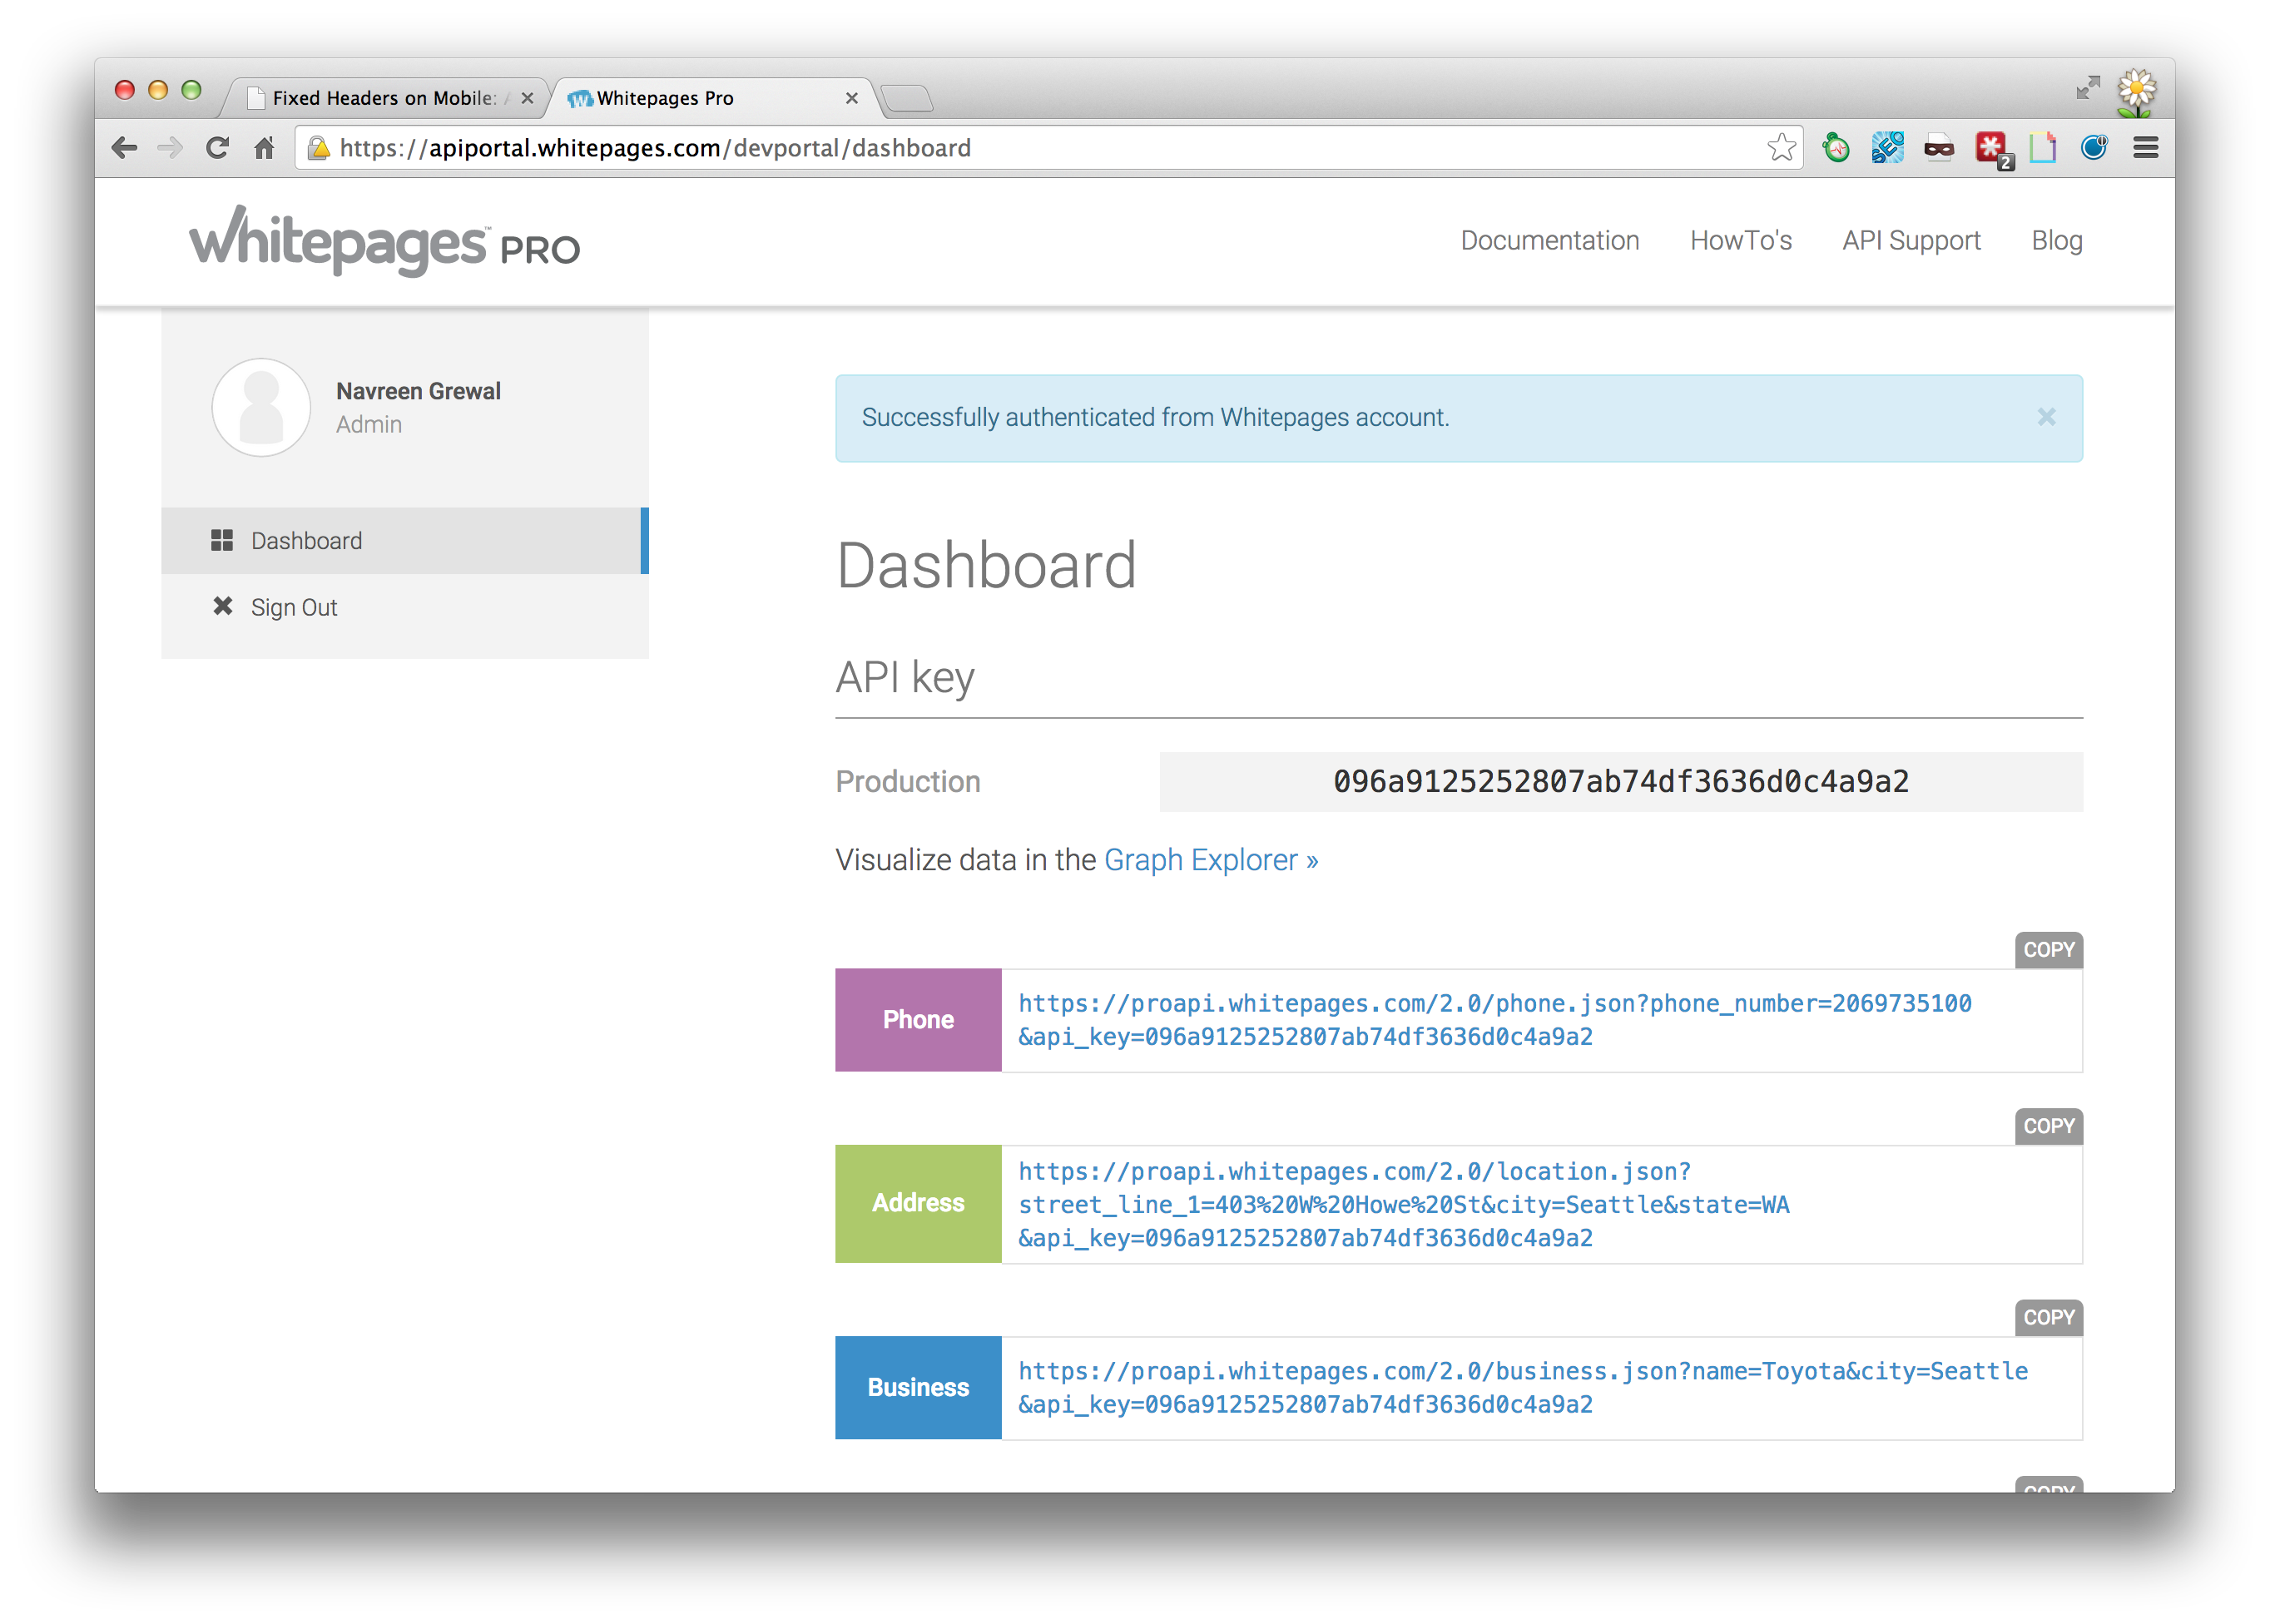 Fixed Headers on Mobile:
Whitepages Pro
https://apiportal.whitepages.com/devportal/dashboard
2
whitepages™ PRO
Documentation HowTo's API Support Blog
Navreen Grewal
Admin
Dashboard
Sign Out
Successfully authenticated from Whitepages account.
Dashboard
API key
Production 096a9125252807ab74df3636d0c4a9a2
Visualize data in the Graph Explorer »
COPY
Phone
https://proapi.whitepages.com/2.0/phone.json?phone_number=2069735100
&api_key=096a9125252807ab74df3636d0c4a9a2
COPY
Address
https://proapi.whitepages.com/2.0/location.json?
street_line_1=403%20W%20Howe%20St&city=Seattle&state=WA
&api_key=096a9125252807ab74df3636d0c4a9a2
COPY
Business
https://proapi.whitepages.com/2.0/business.json?name=Toyota&city=Seattle
&api_key=096a9125252807ab74df3636d0c4a9a2
COPY